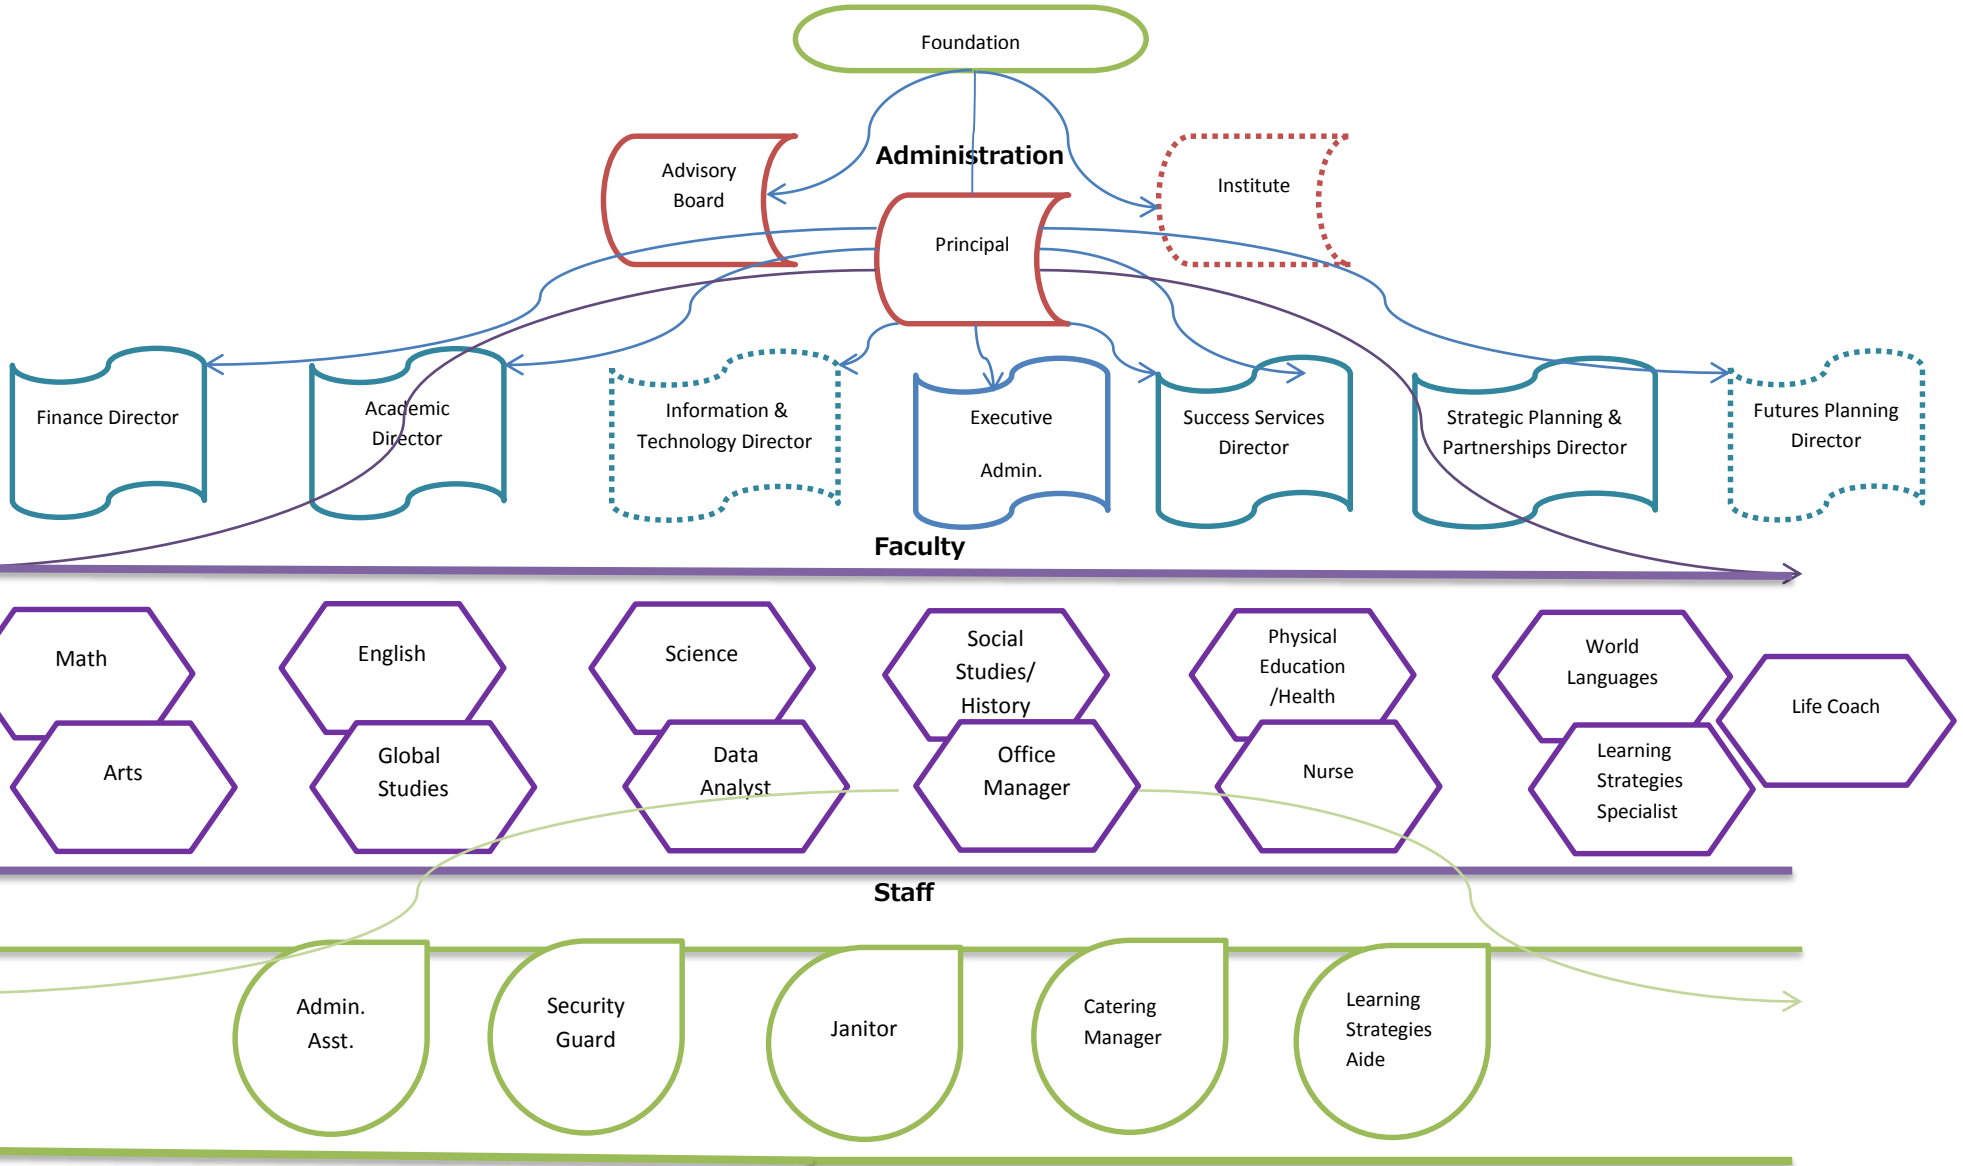 Foundation
Administration
Advisory
Board
Institute
Principal
Finance Director
Academic
Director
Information &
Technology Director
Executive
Admin.
Success Services
Director
Strategic Planning &
Partnerships Director
Futures Planning
Director
Faculty
Math
English
Science
Social
Studies/
History
Physical
Education
/Health
World
Languages
Life Coach
Arts
Global
Studies
Data
Analyst
Office
Manager
Nurse
Learning
Strategies
Specialist
Staff
Admin.
Asst.
Security
Guard
Janitor
Catering
Manager
Learning
Strategies
Aide